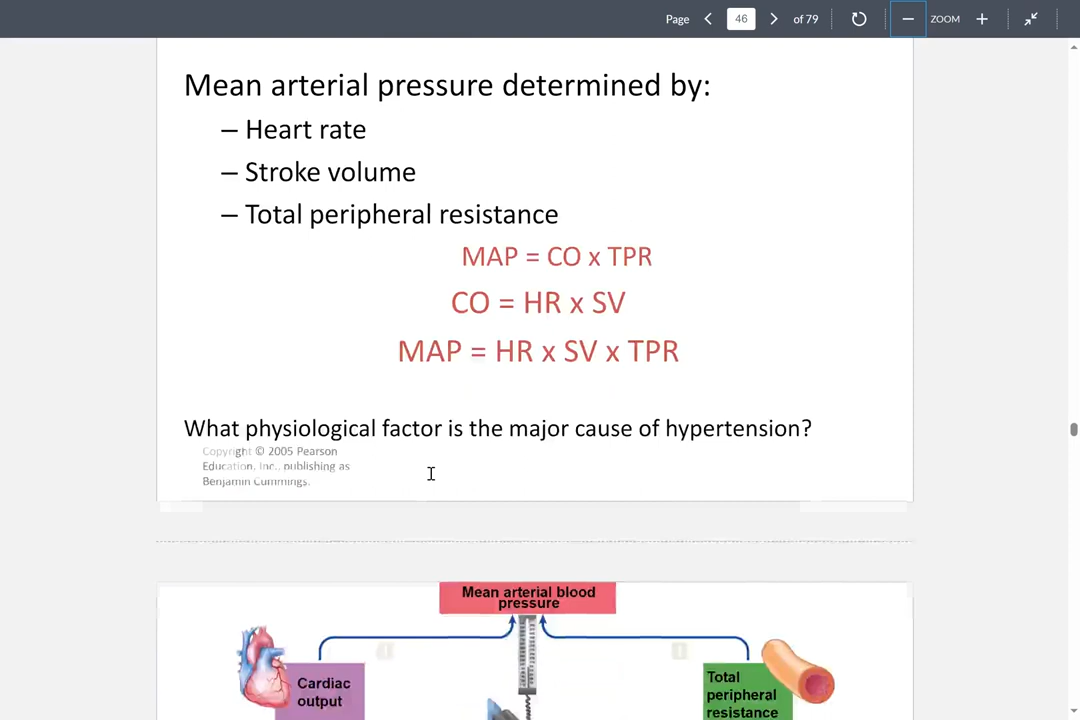 Page 46 of 79 ZOOM
Mean arterial pressure determined by:
– Heart rate
– Stroke volume
– Total peripheral resistance
MAP = CO x TPR
CO = HR x SV
MAP = HR x SV x TPR
What physiological factor is the major cause of hypertension?
Copyright © 2005 Pearson
Education, Inc., publishing as
Benjamin Cummings.
Mean arterial blood
pressure
Cardiac
output
Total
peripheral
resistance